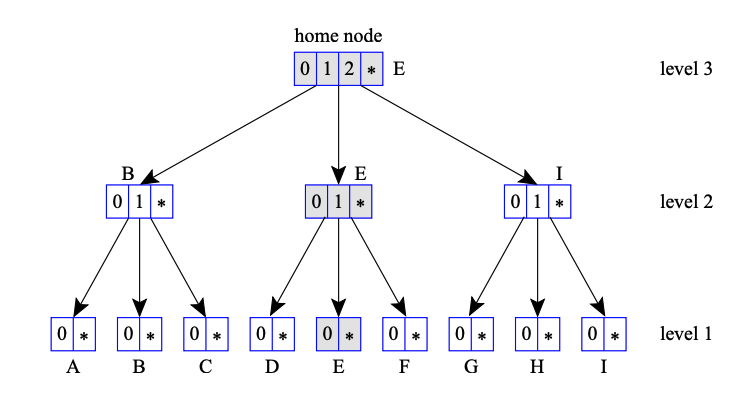 home node
0 1 2 * E level 3
B E I
0 1 * 0 1 * 0 1 * level 2
0 * 0 * 0 * 0 * 0 * 0 * 0 * 0 * 0 * level 1
A B C D E F G H I